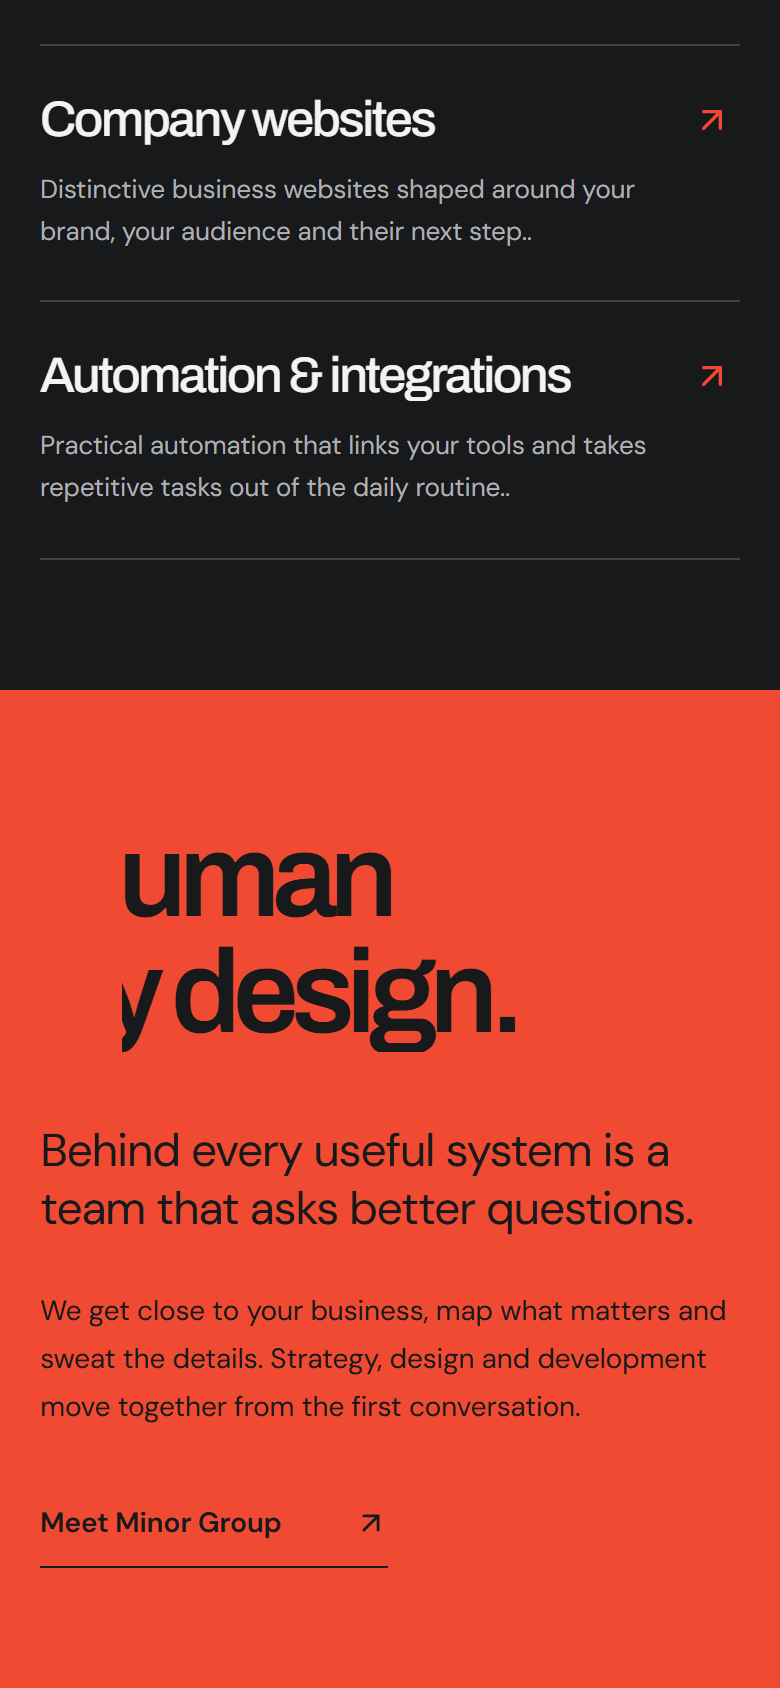 Company websites
Distinctive business websites shaped around your
brand, your audience and their next step..
Automation & integrations
Practical automation that links your tools and takes
repetitive tasks out of the daily routine..
uman
y design.
Behind every useful system is a
team that asks better questions.
We get close to your business, map what matters and
sweat the details. Strategy, design and development
move together from the first conversation.
Meet Minor Group